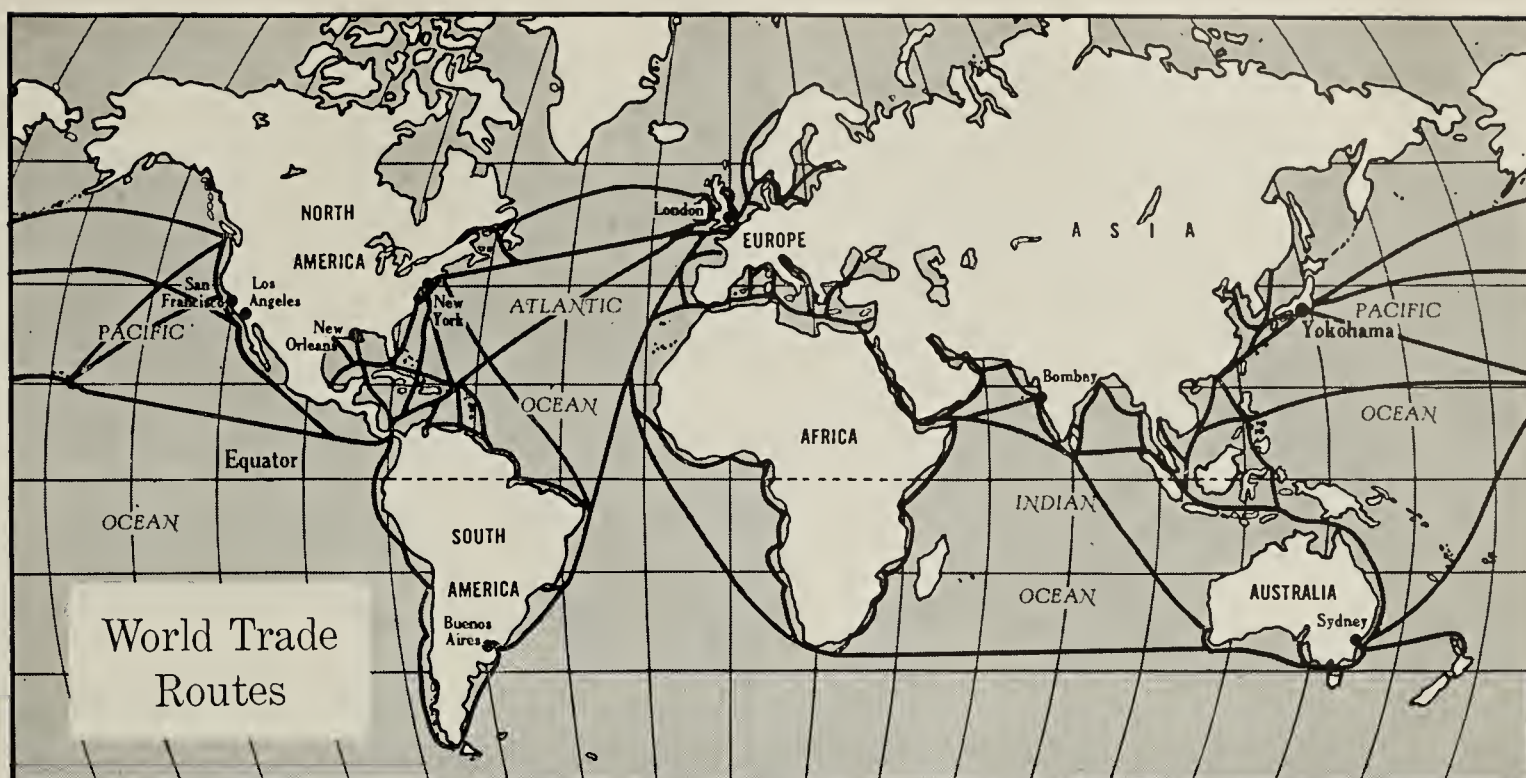 London
NORTH
AMERICA
EUROPE
A S I A
San
Francisco
Los
Angeles
New
York
ATLANTIC
PACIFIC
New
Orleans
PACIFIC
Yokohama
Bombay
OCEAN
OCEAN
AFRICA
Equator
OCEAN
INDIAN
SOUTH
AMERICA
OCEAN
AUSTRALIA
Buenos
Aires
Sydney
World Trade
Routes